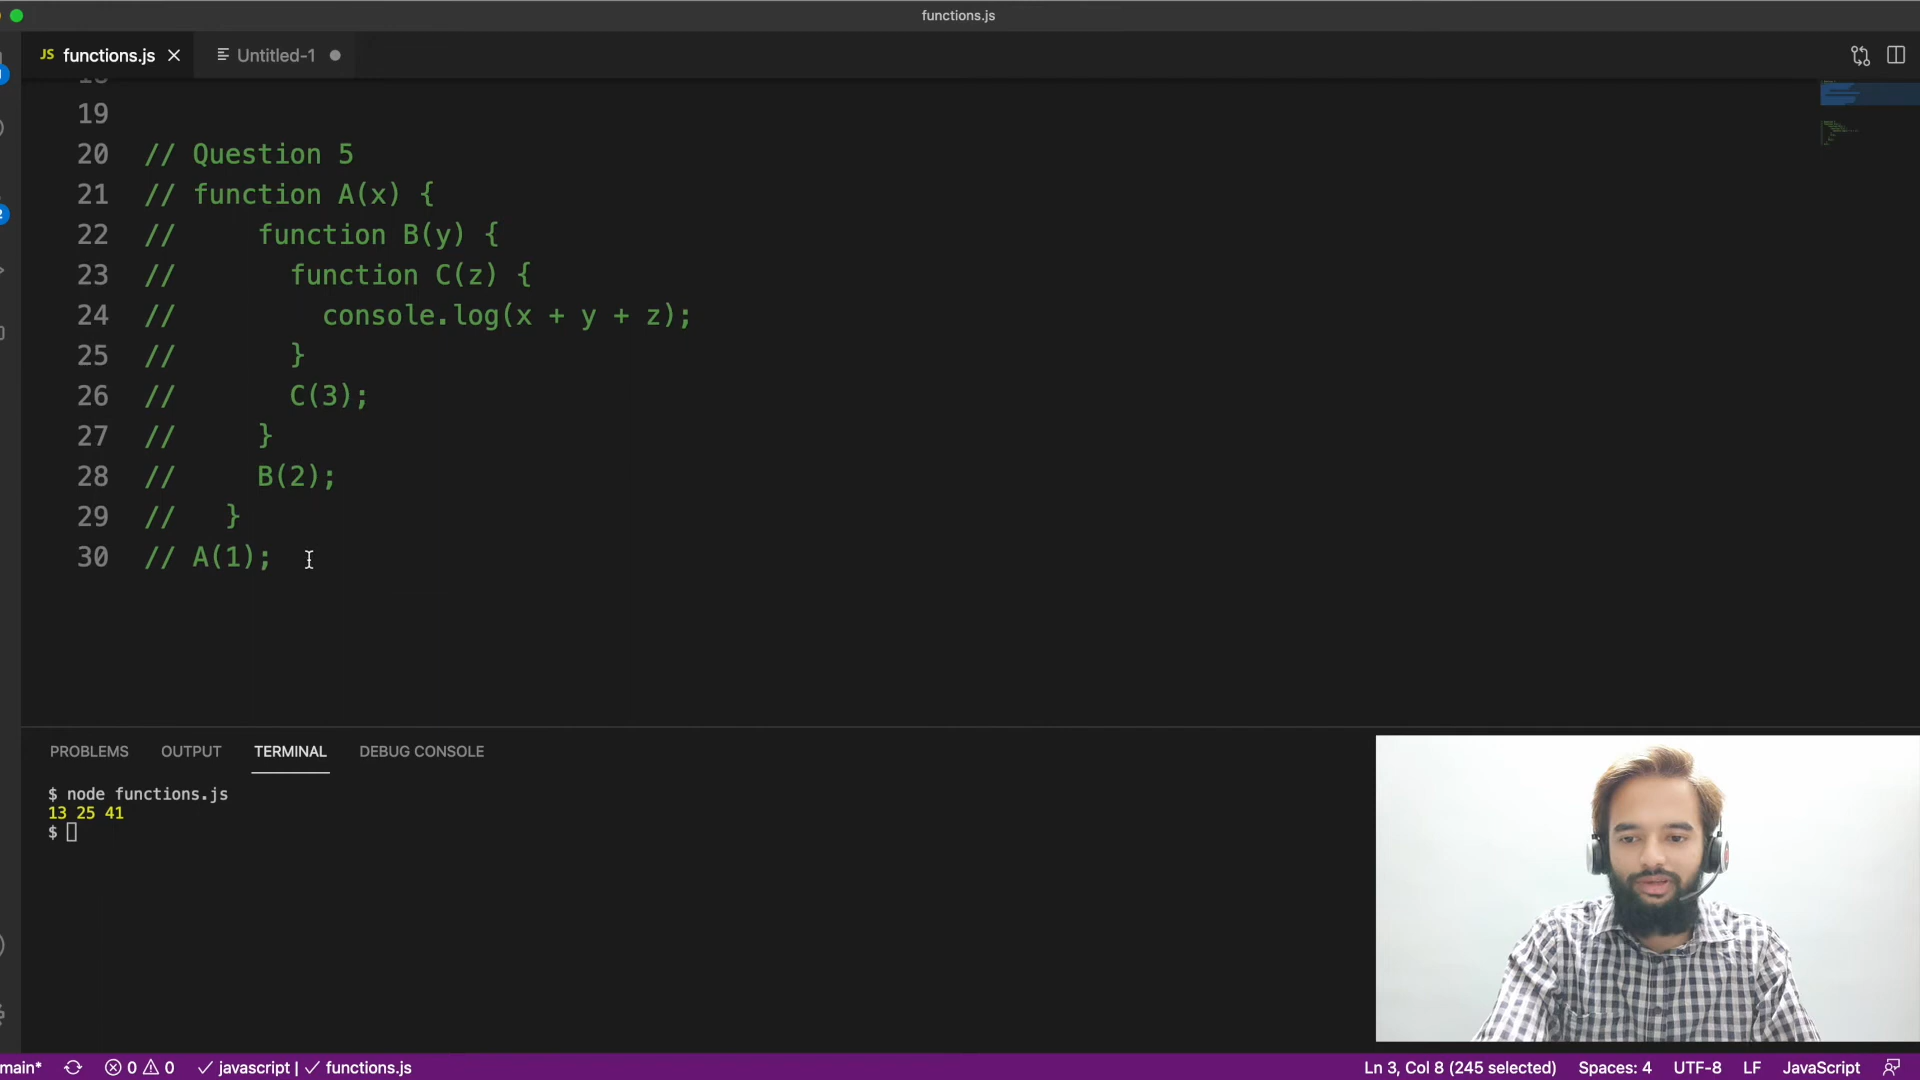 functions.js
JS functions.js
Untitled-1
19
20 // Question 5
21 // function A(x) {
22 // function B(y) {
23 // function C(z) {
24 // console.log(x + y + z);
25 // }
26 // C(3);
27 // }
28 // B(2);
29 // }
30 // A(1);
PROBLEMS OUTPUT TERMINAL DEBUG CONSOLE
$ node functions.js
13 25 41
$
main* 0 0 javascript | functions.js Ln 3, Col 8 (245 selected) Spaces: 4 UTF-8 LF JavaScript